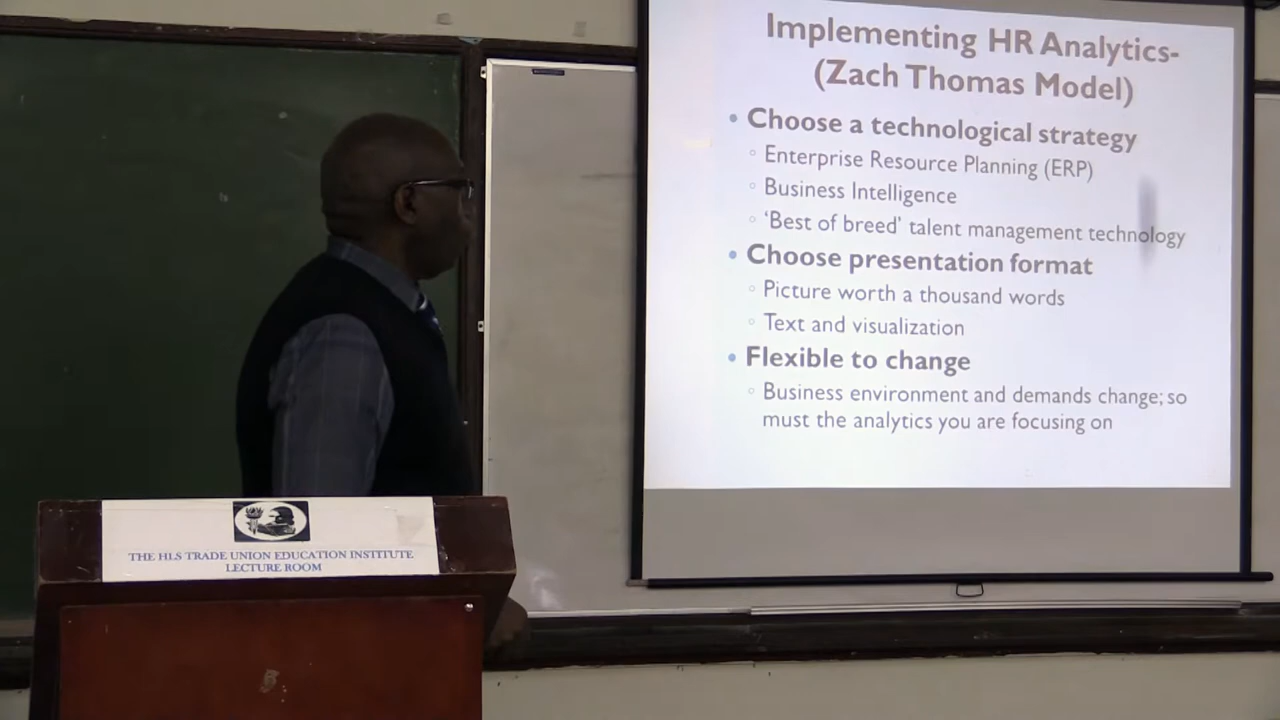 Implementing HR Analytics-
(Zach Thomas Model)
• Choose a technological strategy
◦ Enterprise Resource Planning (ERP)
◦ Business Intelligence
◦ ‘Best of breed’ talent management technology
• Choose presentation format
◦ Picture worth a thousand words
◦ Text and visualization
• Flexible to change
◦ Business environment and demands change; so
must the analytics you are focusing on
THE HLS TRADE UNION EDUCATION INSTITUTE
LECTURE ROOM